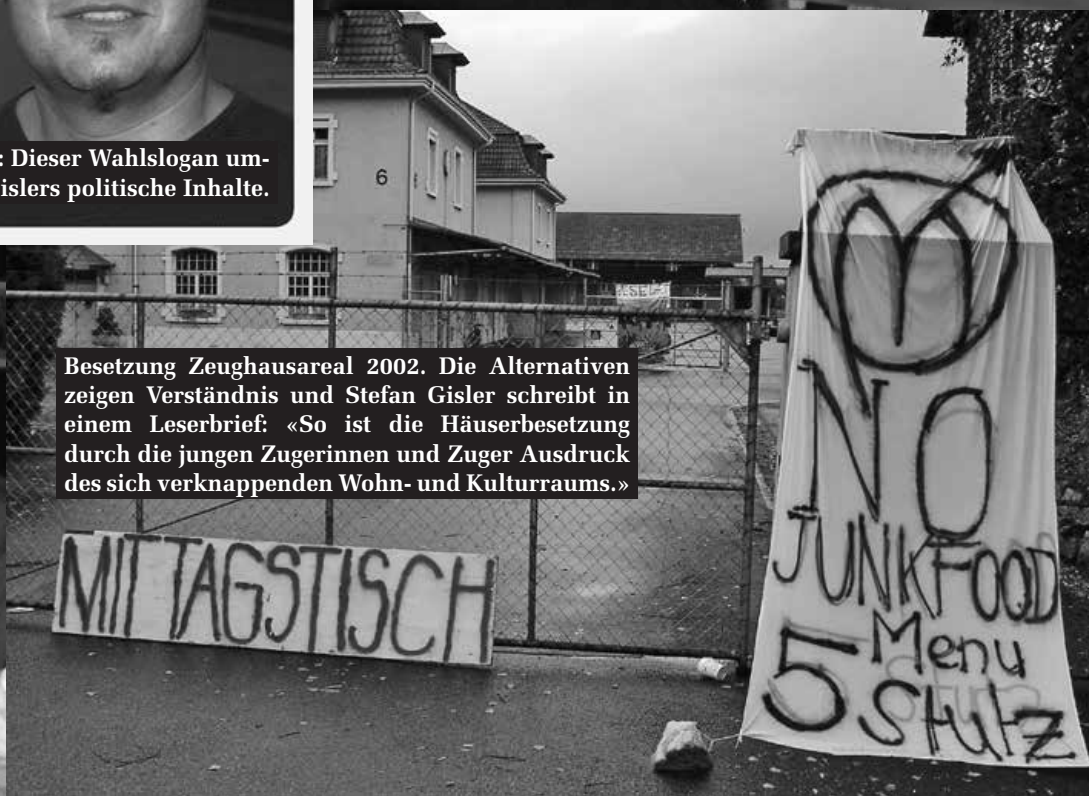 : Dieser Wahlslogan um-
islers politische Inhalte.
6
Besetzung Zeughausareal 2002. Die Alternativen
zeigen Verständnis und Stefan Gisler schreibt in
einem Leserbrief: «So ist die Häuserbesetzung
durch die jungen Zugerinnen und Zuger Ausdruck
des sich verknappenden Wohn- und Kulturraums.»
MITTAGSTISCH
NO
JUNKFOOD
Menu
5 Stutz